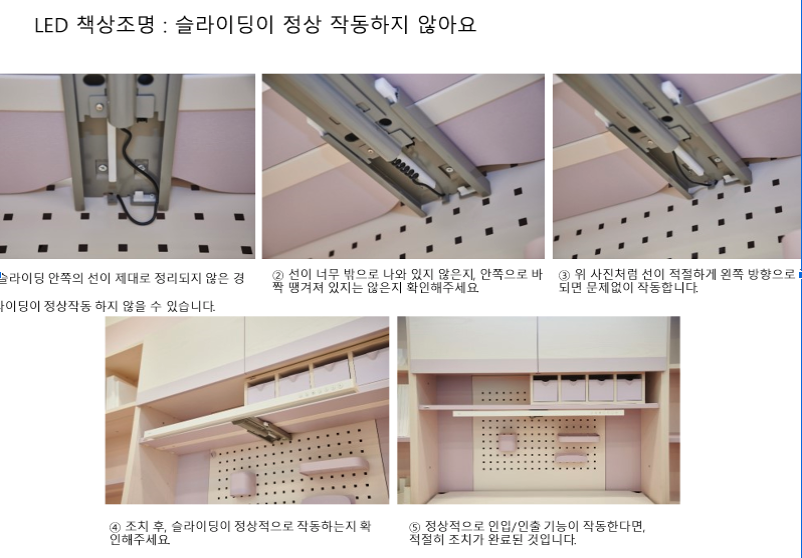 LED 책상조명 : 슬라이딩이 정상 작동하지 않아요
슬라이딩 안쪽의 선이 제대로 정리되지 않은 경
라이딩이 정상작동 하지 않을 수 있습니다.
② 선이 너무 밖으로 나와 있지 않은지, 안쪽으로 바
짝 땡겨져 있지는 않은지 확인해주세요
③ 위 사진처럼 선이 적절하게 왼쪽 방향으로
되면 문제없이 작동합니다.
④ 조치 후, 슬라이딩이 정상적으로 작동하는지 확
인해주세요
⑤ 정상적으로 인입/인출 기능이 작동한다면,
적절히 조치가 완료된 것입니다.